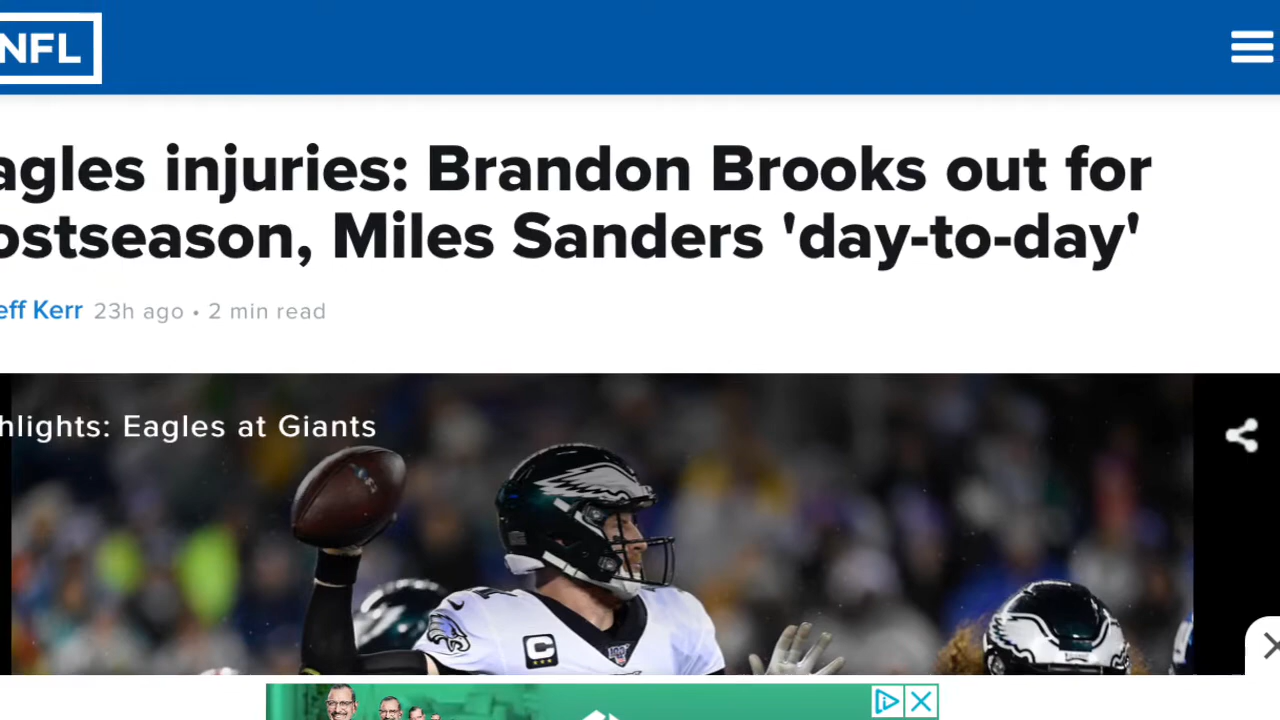 NFL
agles injuries: Brandon Brooks out for
ostseason, Miles Sanders 'day-to-day'
eff Kerr 23h ago • 2 min read
hlights: Eagles at Giants
C